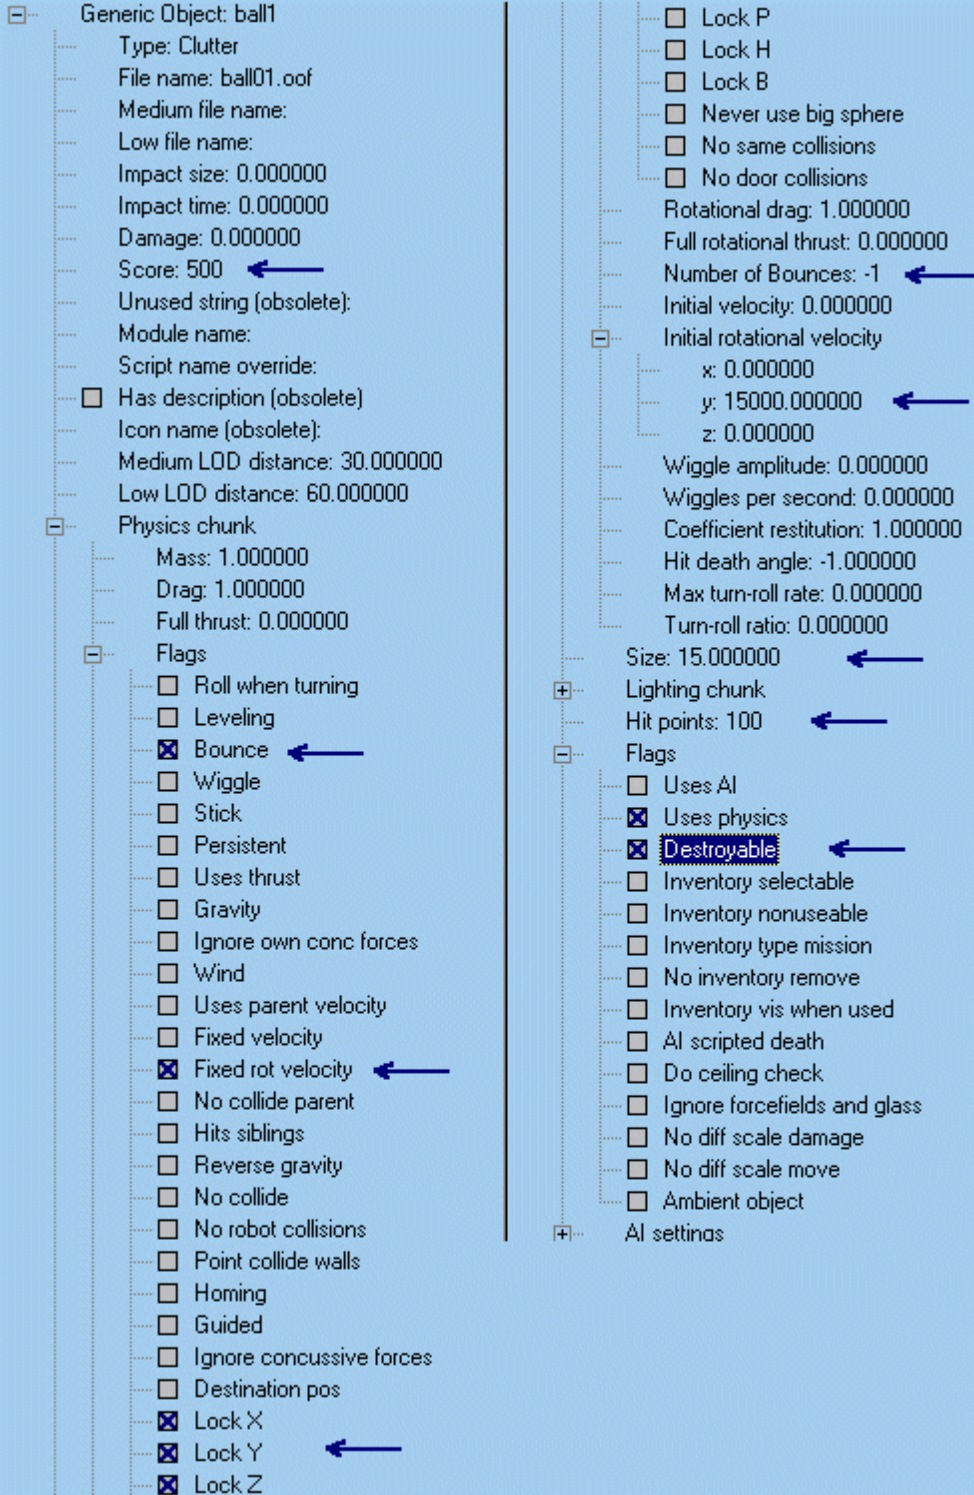 Generic Object: ball1
Type: Clutter
File name: ball01.oof
Medium file name:
Low file name:
Impact size: 0.000000
Impact time: 0.000000
Damage: 0.000000
Score: 500
Unused string (obsolete):
Module name:
Script name override:
Has description (obsolete)
Icon name (obsolete):
Medium LOD distance: 30.000000
Low LOD distance: 60.000000
Physics chunk
Mass: 1.000000
Drag: 1.000000
Full thrust: 0.000000
Flags
Roll when turning
Leveling
Bounce
Wiggle
Stick
Persistent
Uses thrust
Gravity
Ignore own conc forces
Wind
Uses parent velocity
Fixed velocity
Fixed rot velocity
No collide parent
Hits siblings
Reverse gravity
No collide
No robot collisions
Point collide walls
Homing
Guided
Ignore concussive forces
Destination pos
Lock X
Lock Y
Lock Z
Lock P
Lock H
Lock B
Never use big sphere
No same collisions
No door collisions
Rotational drag: 1.000000
Full rotational thrust: 0.000000
Number of Bounces: -1
Initial velocity: 0.000000
Initial rotational velocity
x: 0.000000
y: 15000.000000
z: 0.000000
Wiggle amplitude: 0.000000
Wiggles per second: 0.000000
Coefficient restitution: 1.000000
Hit death angle: -1.000000
Max turn-roll rate: 0.000000
Turn-roll ratio: 0.000000
Size: 15.000000
Lighting chunk
Hit points: 100
Flags
Uses AI
Uses physics
Destroyable
Inventory selectable
Inventory nonuseable
Inventory type mission
No inventory remove
Inventory vis when used
AI scripted death
Do ceiling check
Ignore forcefields and glass
No diff scale damage
No diff scale move
Ambient object
AI settings